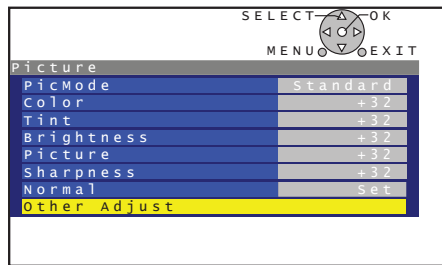 SELECT OK
MENU EXIT
Picture
PicMode Standard
Color +32
Tint +32
Brightness +32
Picture +32
Sharpness +32
Normal Set
Other Adjust